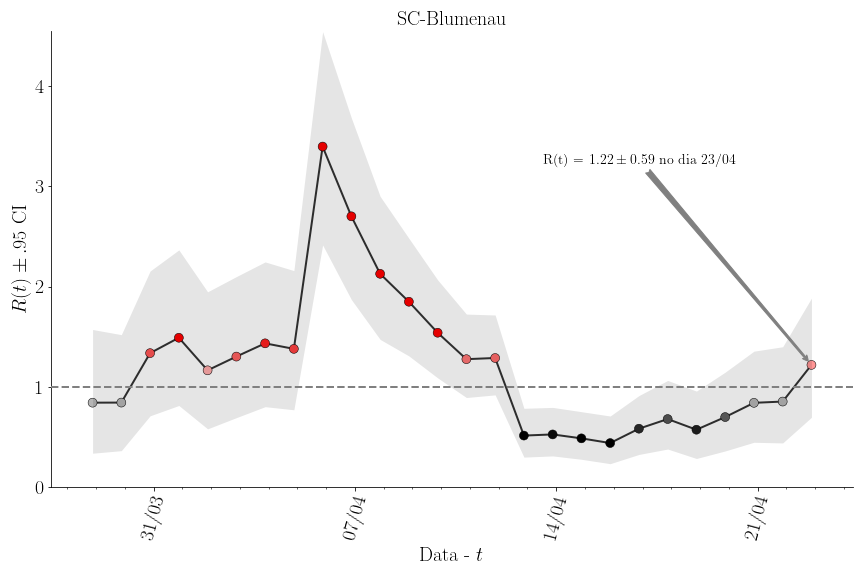 SC-Blumenau
R(t) ± .95 CI
4
3
2
1
0
R(t) = 1.22 ± 0.59 no dia 23/04
31/03
07/04
14/04
21/04
Data - t